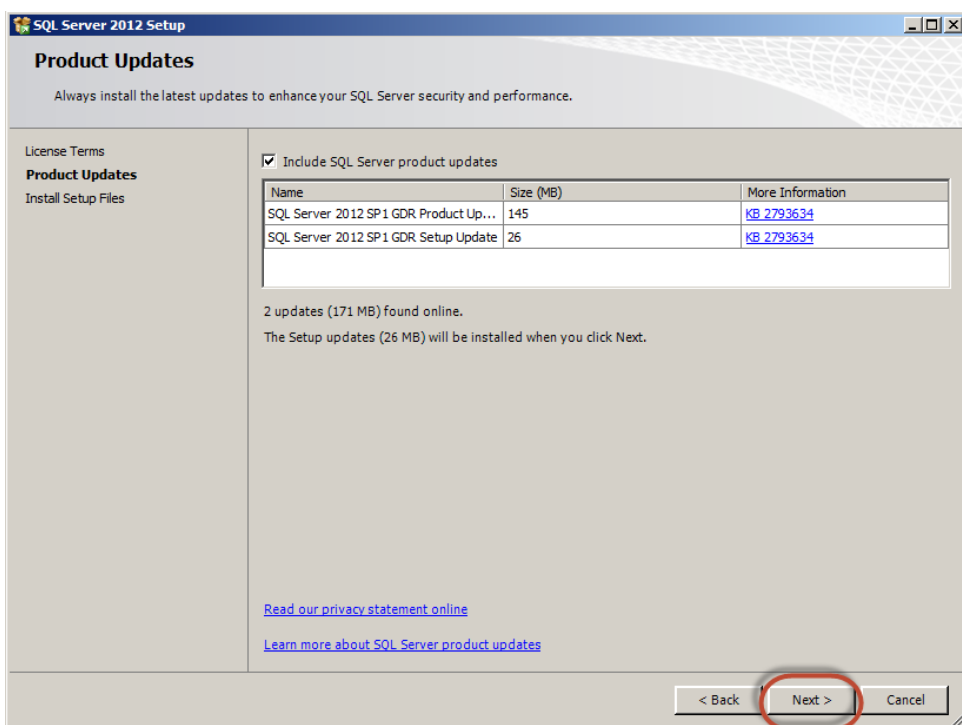 SQL Server 2012 Setup
Product Updates
Always install the latest updates to enhance your SQL Server security and performance.
License Terms
Product Updates
Install Setup Files
Include SQL Server product updates
Name Size (MB) More Information
SQL Server 2012 SP1 GDR Product Up... 145 KB 2793634
SQL Server 2012 SP1 GDR Setup Update 26 KB 2793634
2 updates (171 MB) found online.
The Setup updates (26 MB) will be installed when you click Next.
Read our privacy statement online
Learn more about SQL Server product updates
< Back Next > Cancel